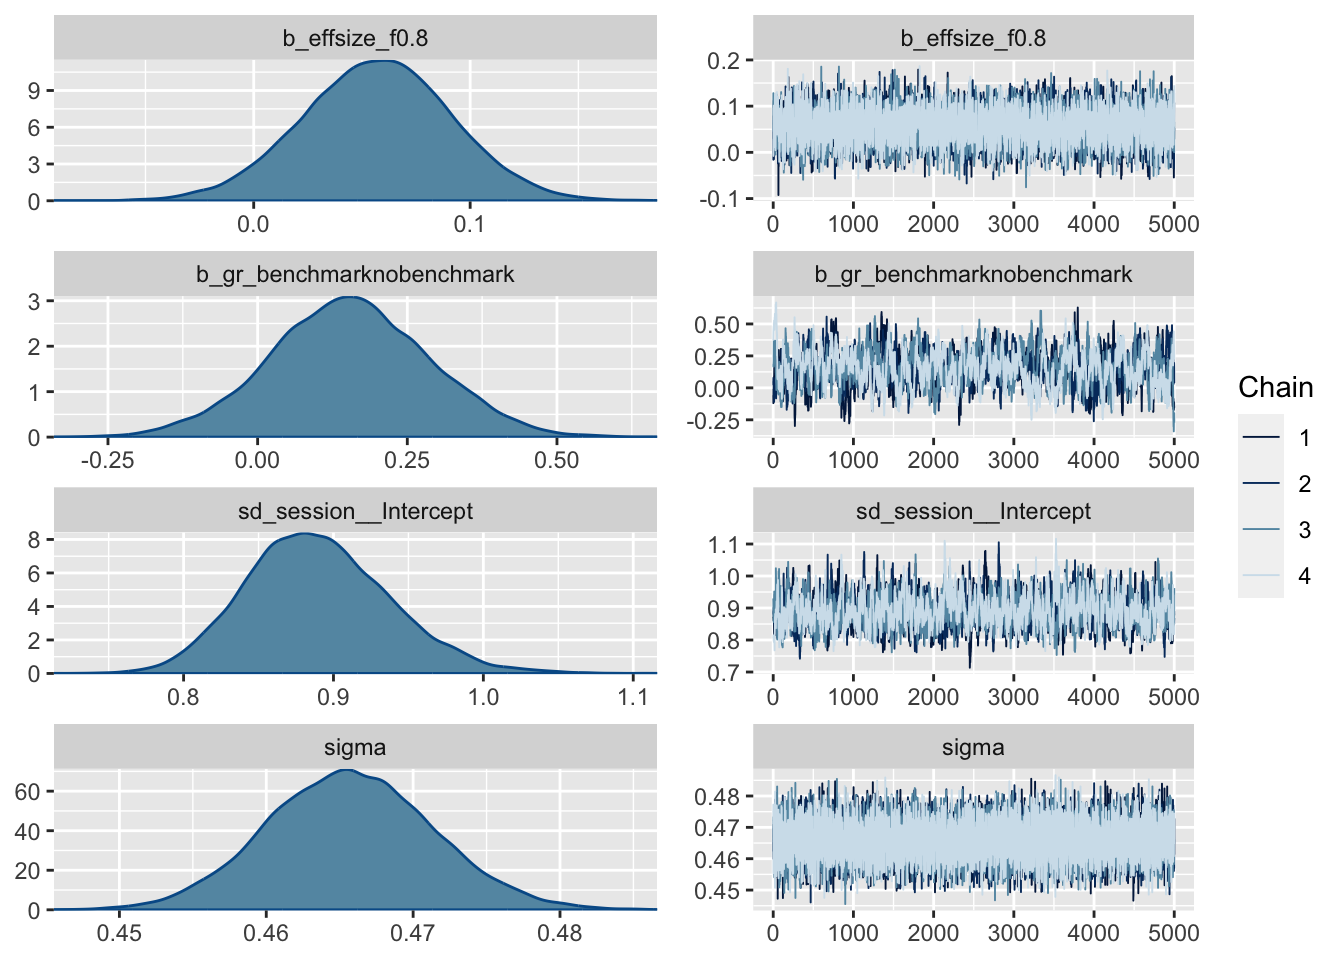 b_effsize_f0.8
9
6
3
0
0.0 0.1
b_effsize_f0.8
0.2
0.1
0.0
-0.1
0 1000 2000 3000 4000 5000
b_gr_benchmarknobenchmark
3
2
1
0
-0.25 0.00 0.25 0.50
b_gr_benchmarknobenchmark
0.50
0.25
0.00
-0.25
0 1000 2000 3000 4000 5000
sd_session__Intercept
8
6
4
2
0
0.8 0.9 1.0 1.1
sd_session__Intercept
1.1
1.0
0.9
0.8
0.7
0 1000 2000 3000 4000 5000
sigma
60
40
20
0
0.45 0.46 0.47 0.48
sigma
0.48
0.47
0.46
0.45
0 1000 2000 3000 4000 5000
Chain
1
2
3
4